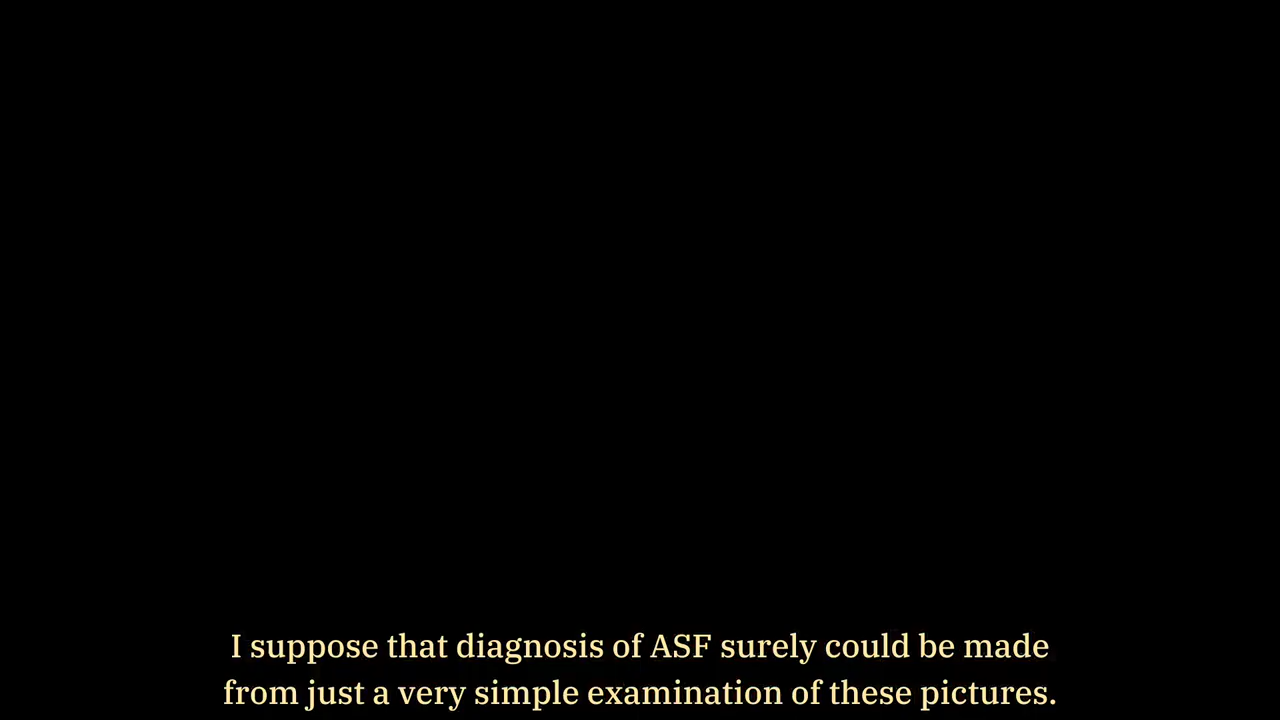 I suppose that diagnosis of ASF surely could be made
from just a very simple examination of these pictures.